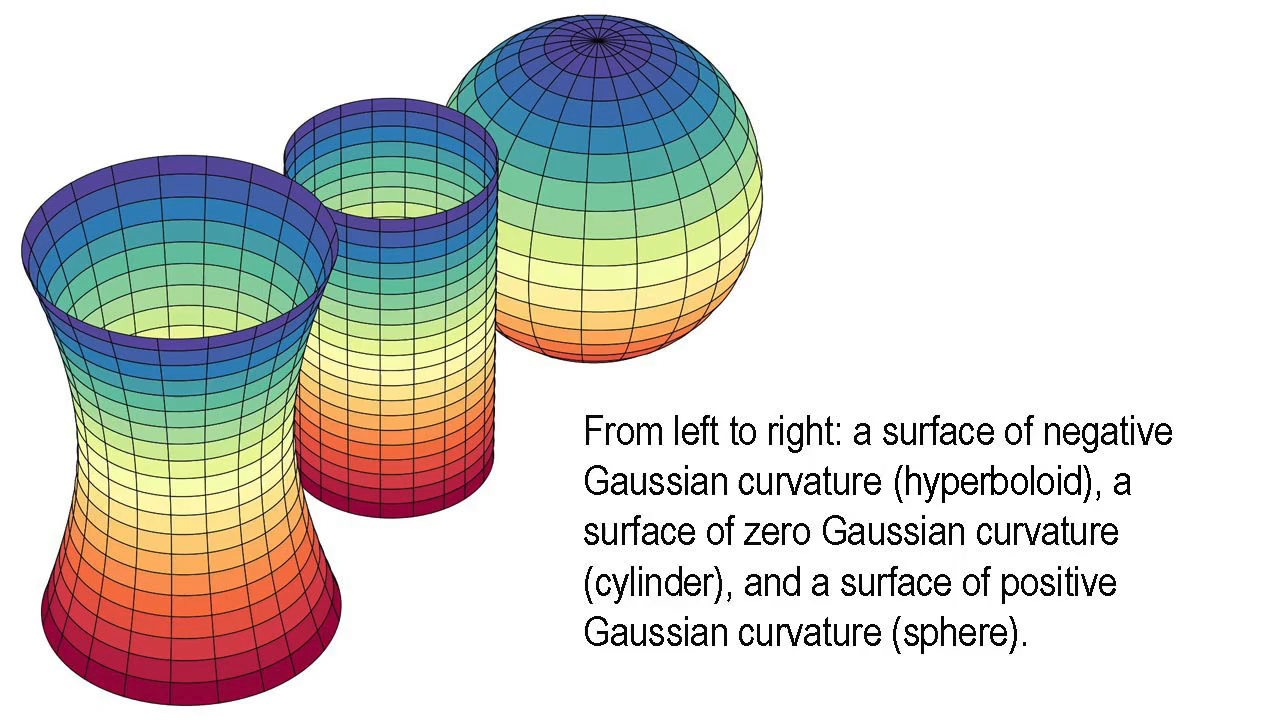 From left to right: a surface of negative
Gaussian curvature (hyperboloid), a
surface of zero Gaussian curvature
(cylinder), and a surface of positive
Gaussian curvature (sphere).